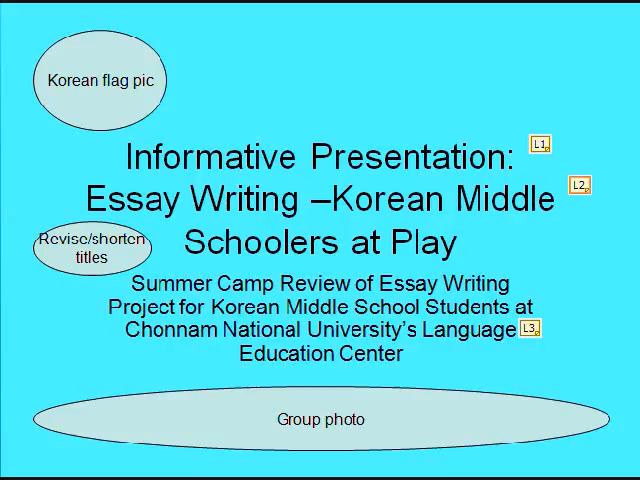 Korean flag pic
Informative Presentation:
L1
Essay Writing –Korean Middle
L2
Revise/shorten
titles
Schoolers at Play
Summer Camp Review of Essay Writing
Project for Korean Middle School Students at
Chonnam National University's Language
L3
Education Center
Group photo